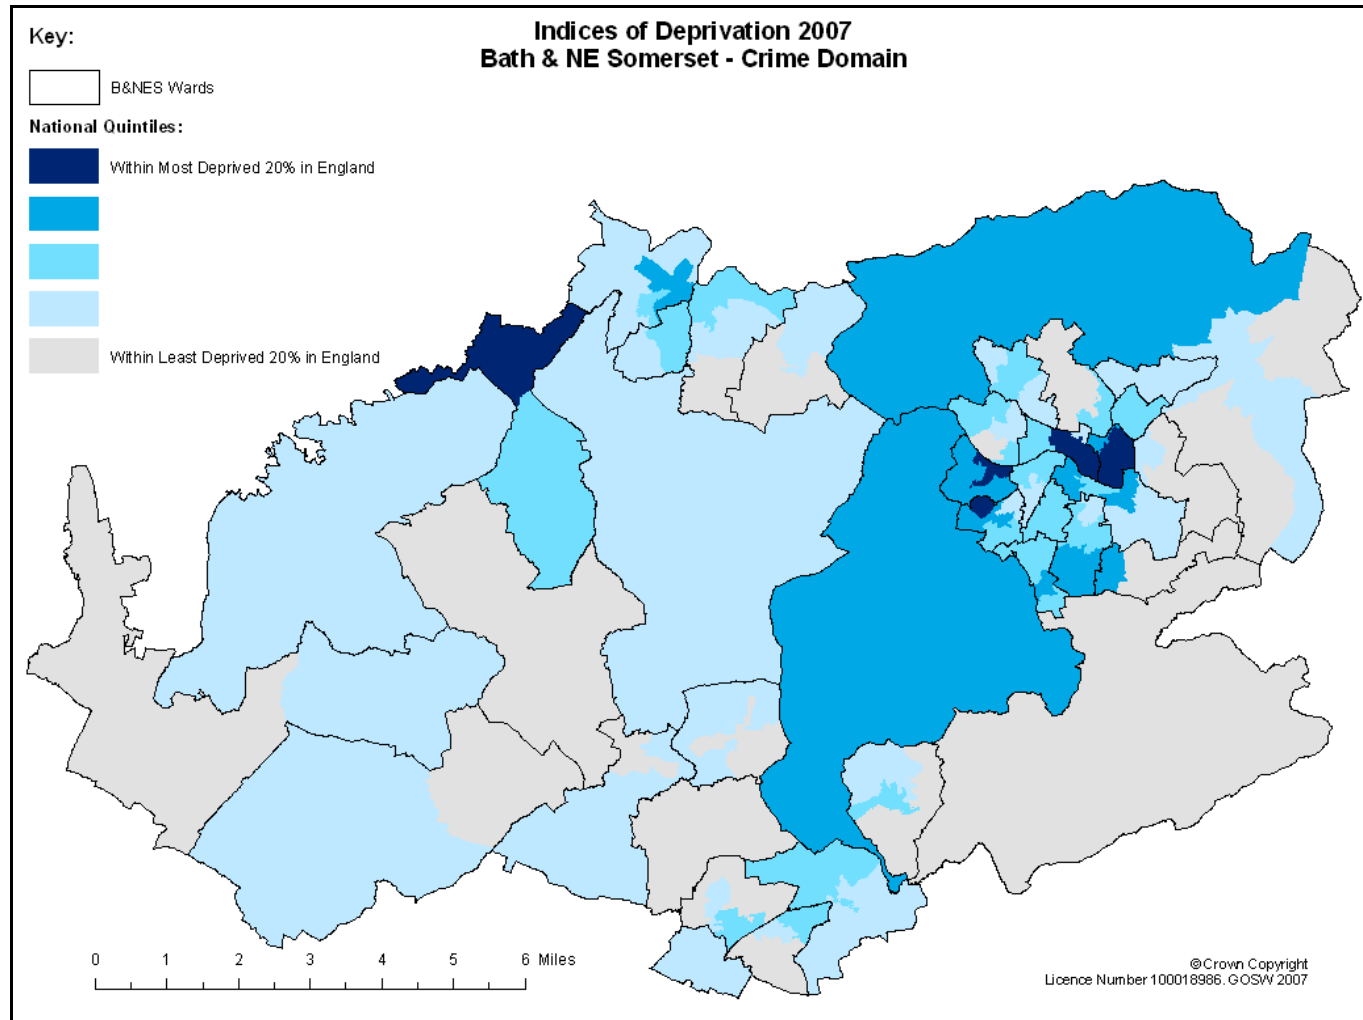 Key:
Indices of Deprivation 2007
Bath & NE Somerset - Crime Domain
B&NES Wards
National Quintiles:
Within Most Deprived 20% in England
Within Least Deprived 20% in England
0 1 2 3 4 5 6 Miles
© Crown Copyright
Licence Number 100018986. GOSW 2007